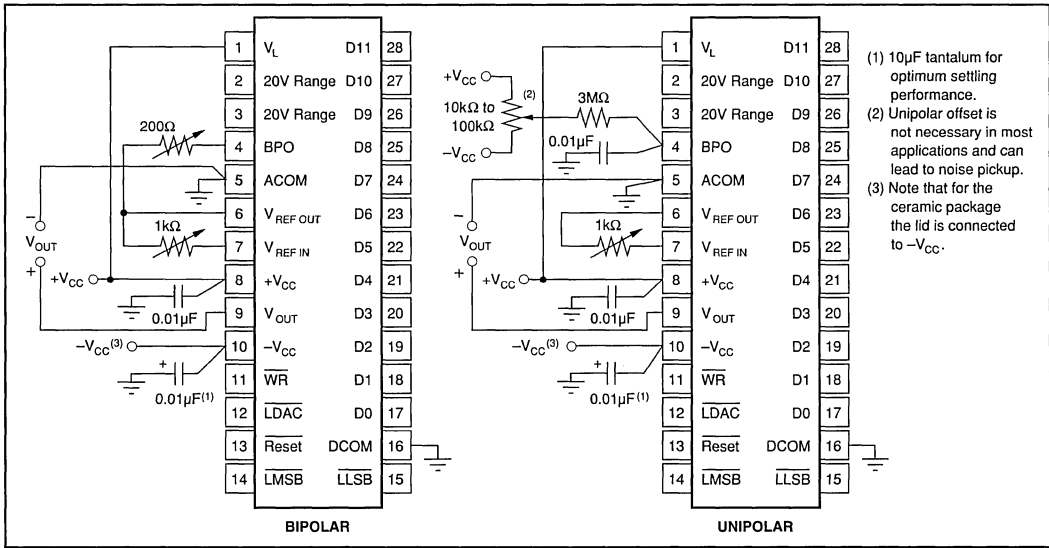 1 V_L D11 28
2 20V Range D10 27
3 20V Range D9 26
200Ω
4 BPO D8 25
5 ACOM D7 24
–
6 V_REF OUT D6 23
V_OUT
1kΩ
7 V_REF IN D5 22
+
+V_CC 8 +V_CC D4 21
0.01µF
9 V_OUT D3 20
–V_CC(3) 10 –V_CC D2 19
+
0.01µF(1)
11 WR D1 18
12 LDAC D0 17
13 Reset DCOM 16
14 LMSB LLSB 15
BIPOLAR
1 V_L D11 28
+V_CC
2 20V Range D10 27
(2)
10kΩ to
100kΩ
3MΩ
3 20V Range D9 26
0.01µF
–V_CC
4 BPO D8 25
5 ACOM D7 24
–
6 V_REF OUT D6 23
V_OUT
1kΩ
7 V_REF IN D5 22
+
+V_CC 8 +V_CC D4 21
0.01µF
9 V_OUT D3 20
–V_CC(3) 10 –V_CC D2 19
+
0.01µF(1)
11 WR D1 18
12 LDAC D0 17
13 Reset DCOM 16
14 LMSB LLSB 15
UNIPOLAR
(1) 10µF tantalum for
optimum settling
performance.
(2) Unipolar offset is
not necessary in most
applications and can
lead to noise pickup.
(3) Note that for the
ceramic package
the lid is connected
to –V_CC.